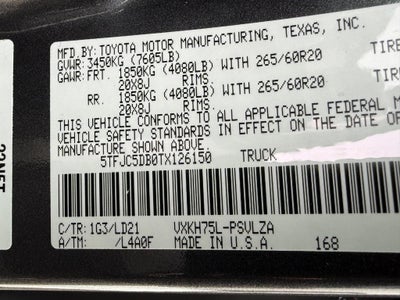 MFD.BY: TOYOTA MOTOR MANUFACTURING, TEXAS, INC.
GVWR: 3450KG (7605LB)
GAWR: FRT. 1850KG (4080LB) WITH 265/60R20 TIRE
20X8J RIMS.
RR. 1850KG (4080LB) WITH 265/60R20 TIRE
20X8J RIMS.
THIS VEHICLE CONFORMS TO ALL APPLICABLE FEDERAL M
VEHICLE SAFETY STANDARDS IN EFFECT ON THE DATE O
MANUFACTURE SHOWN ABOVE.
5TFJC5DB0TX126150 TRUCK
C/TR: 1G3/LD21 VXKH75L-PSVLZA
A/TM: /L4A0F MADE IN U.S.A. 168